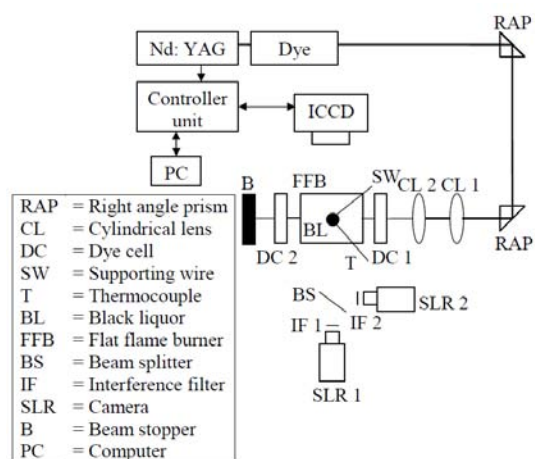 RAP
Nd: YAG
Dye
Controller
unit
ICCD
PC
B
FFB
SW
CL 2
CL 1
BL
DC 2
T
DC 1
RAP
BS
IF 1
IF 2
SLR 2
SLR 1
RAP = Right angle prism
CL = Cylindrical lens
DC = Dye cell
SW = Supporting wire
T = Thermocouple
BL = Black liquor
FFB = Flat flame burner
BS = Beam splitter
IF = Interference filter
SLR = Camera
B = Beam stopper
PC = Computer